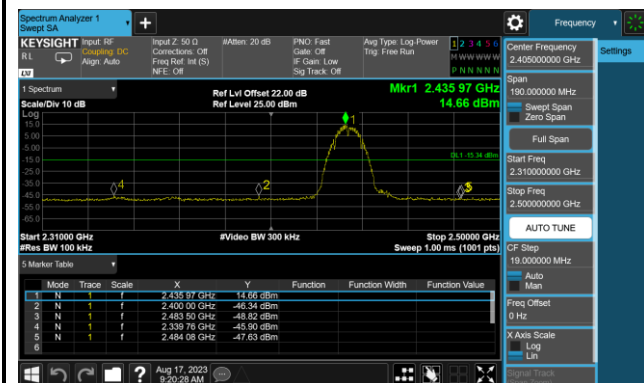 Spectrum Analyzer 1
Swept SA
+
Frequency
KEYSIGHT Input: RF
RL Coupling: DC
Align: Auto
LXI
Input Z: 50 Ω
Corrections: Off
Freq Ref: Int (S)
NFE: Off
#Atten: 20 dB
PNO: Fast
Gate: Off
IF Gain: Low
Sig Track: Off
Avg Type: Log-Power
Trig: Free Run
1 2 3 4 5 6
M W W W W W
P N N N N N
1 Spectrum
Scale/Div 10 dB
Ref Lvl Offset 22.00 dB
Ref Level 25.00 dBm
Mkr1 2.435 97 GHz
14.66 dBm
Log
15.0
5.00
-5.00
-15.0
-25.0
-35.0
-45.0
-55.0
-65.0
1
DL1 -15.34 dBm
4
2
Start 2.31000 GHz
#Res BW 100 kHz
#Video BW 300 kHz
Stop 2.50000 GHz
Sweep 1.00 ms (1001 pts)
5 Marker Table
Mode Trace Scale X Y Function Function Width Function Value
1 N 1 f 2.435 97 GHz 14.66 dBm
2 N 1 f 2.400 00 GHz -46.34 dBm
3 N 1 f 2.483 50 GHz -48.82 dBm
4 N 1 f 2.339 76 GHz -45.90 dBm
5 N 1 f 2.484 08 GHz -47.63 dBm
6
Aug 17, 2023
9:20:28 AM
Center Frequency
2.405000000 GHz
Settings
Span
190.000000 MHz
Swept Span
Zero Span
Full Span
Start Freq
2.310000000 GHz
Stop Freq
2.500000000 GHz
AUTO TUNE
CF Step
19.000000 MHz
Auto
Man
Freq Offset
0 Hz
X Axis Scale
Log
Lin
Signal Track